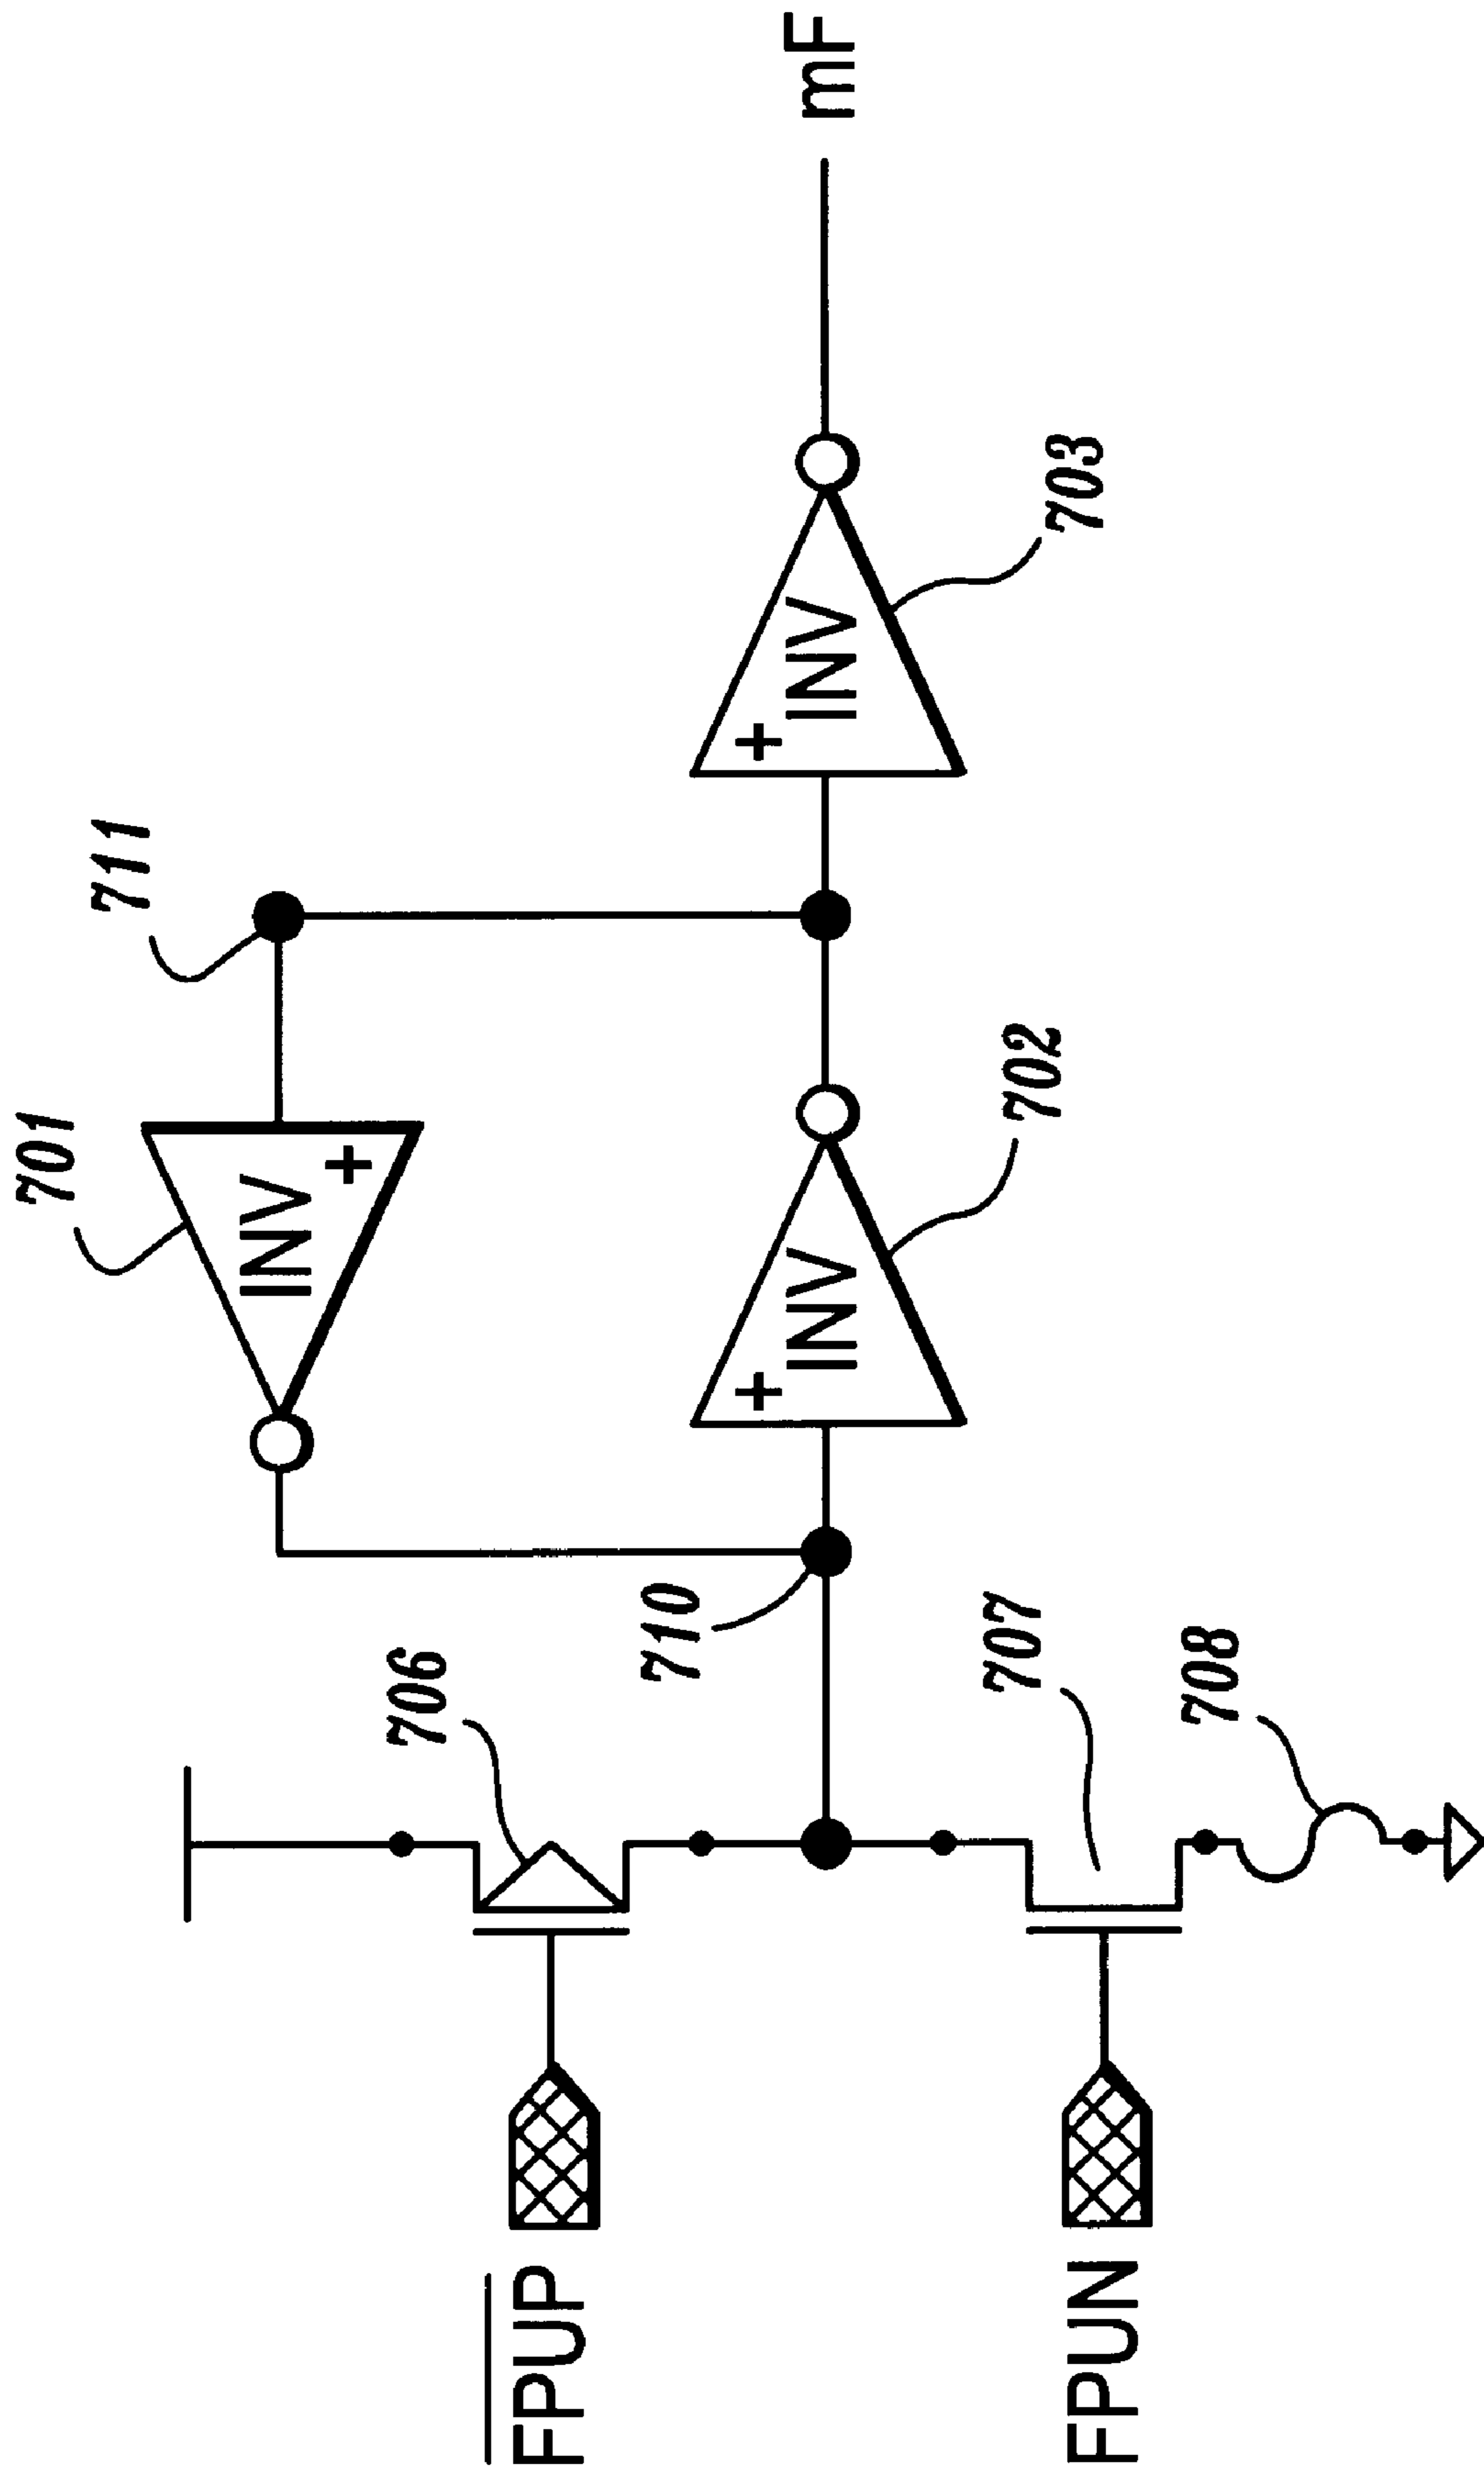 701
711
INV
+
706
710
+
INV
702
+
INV
703
mF
707
708
FPUP
FPUN